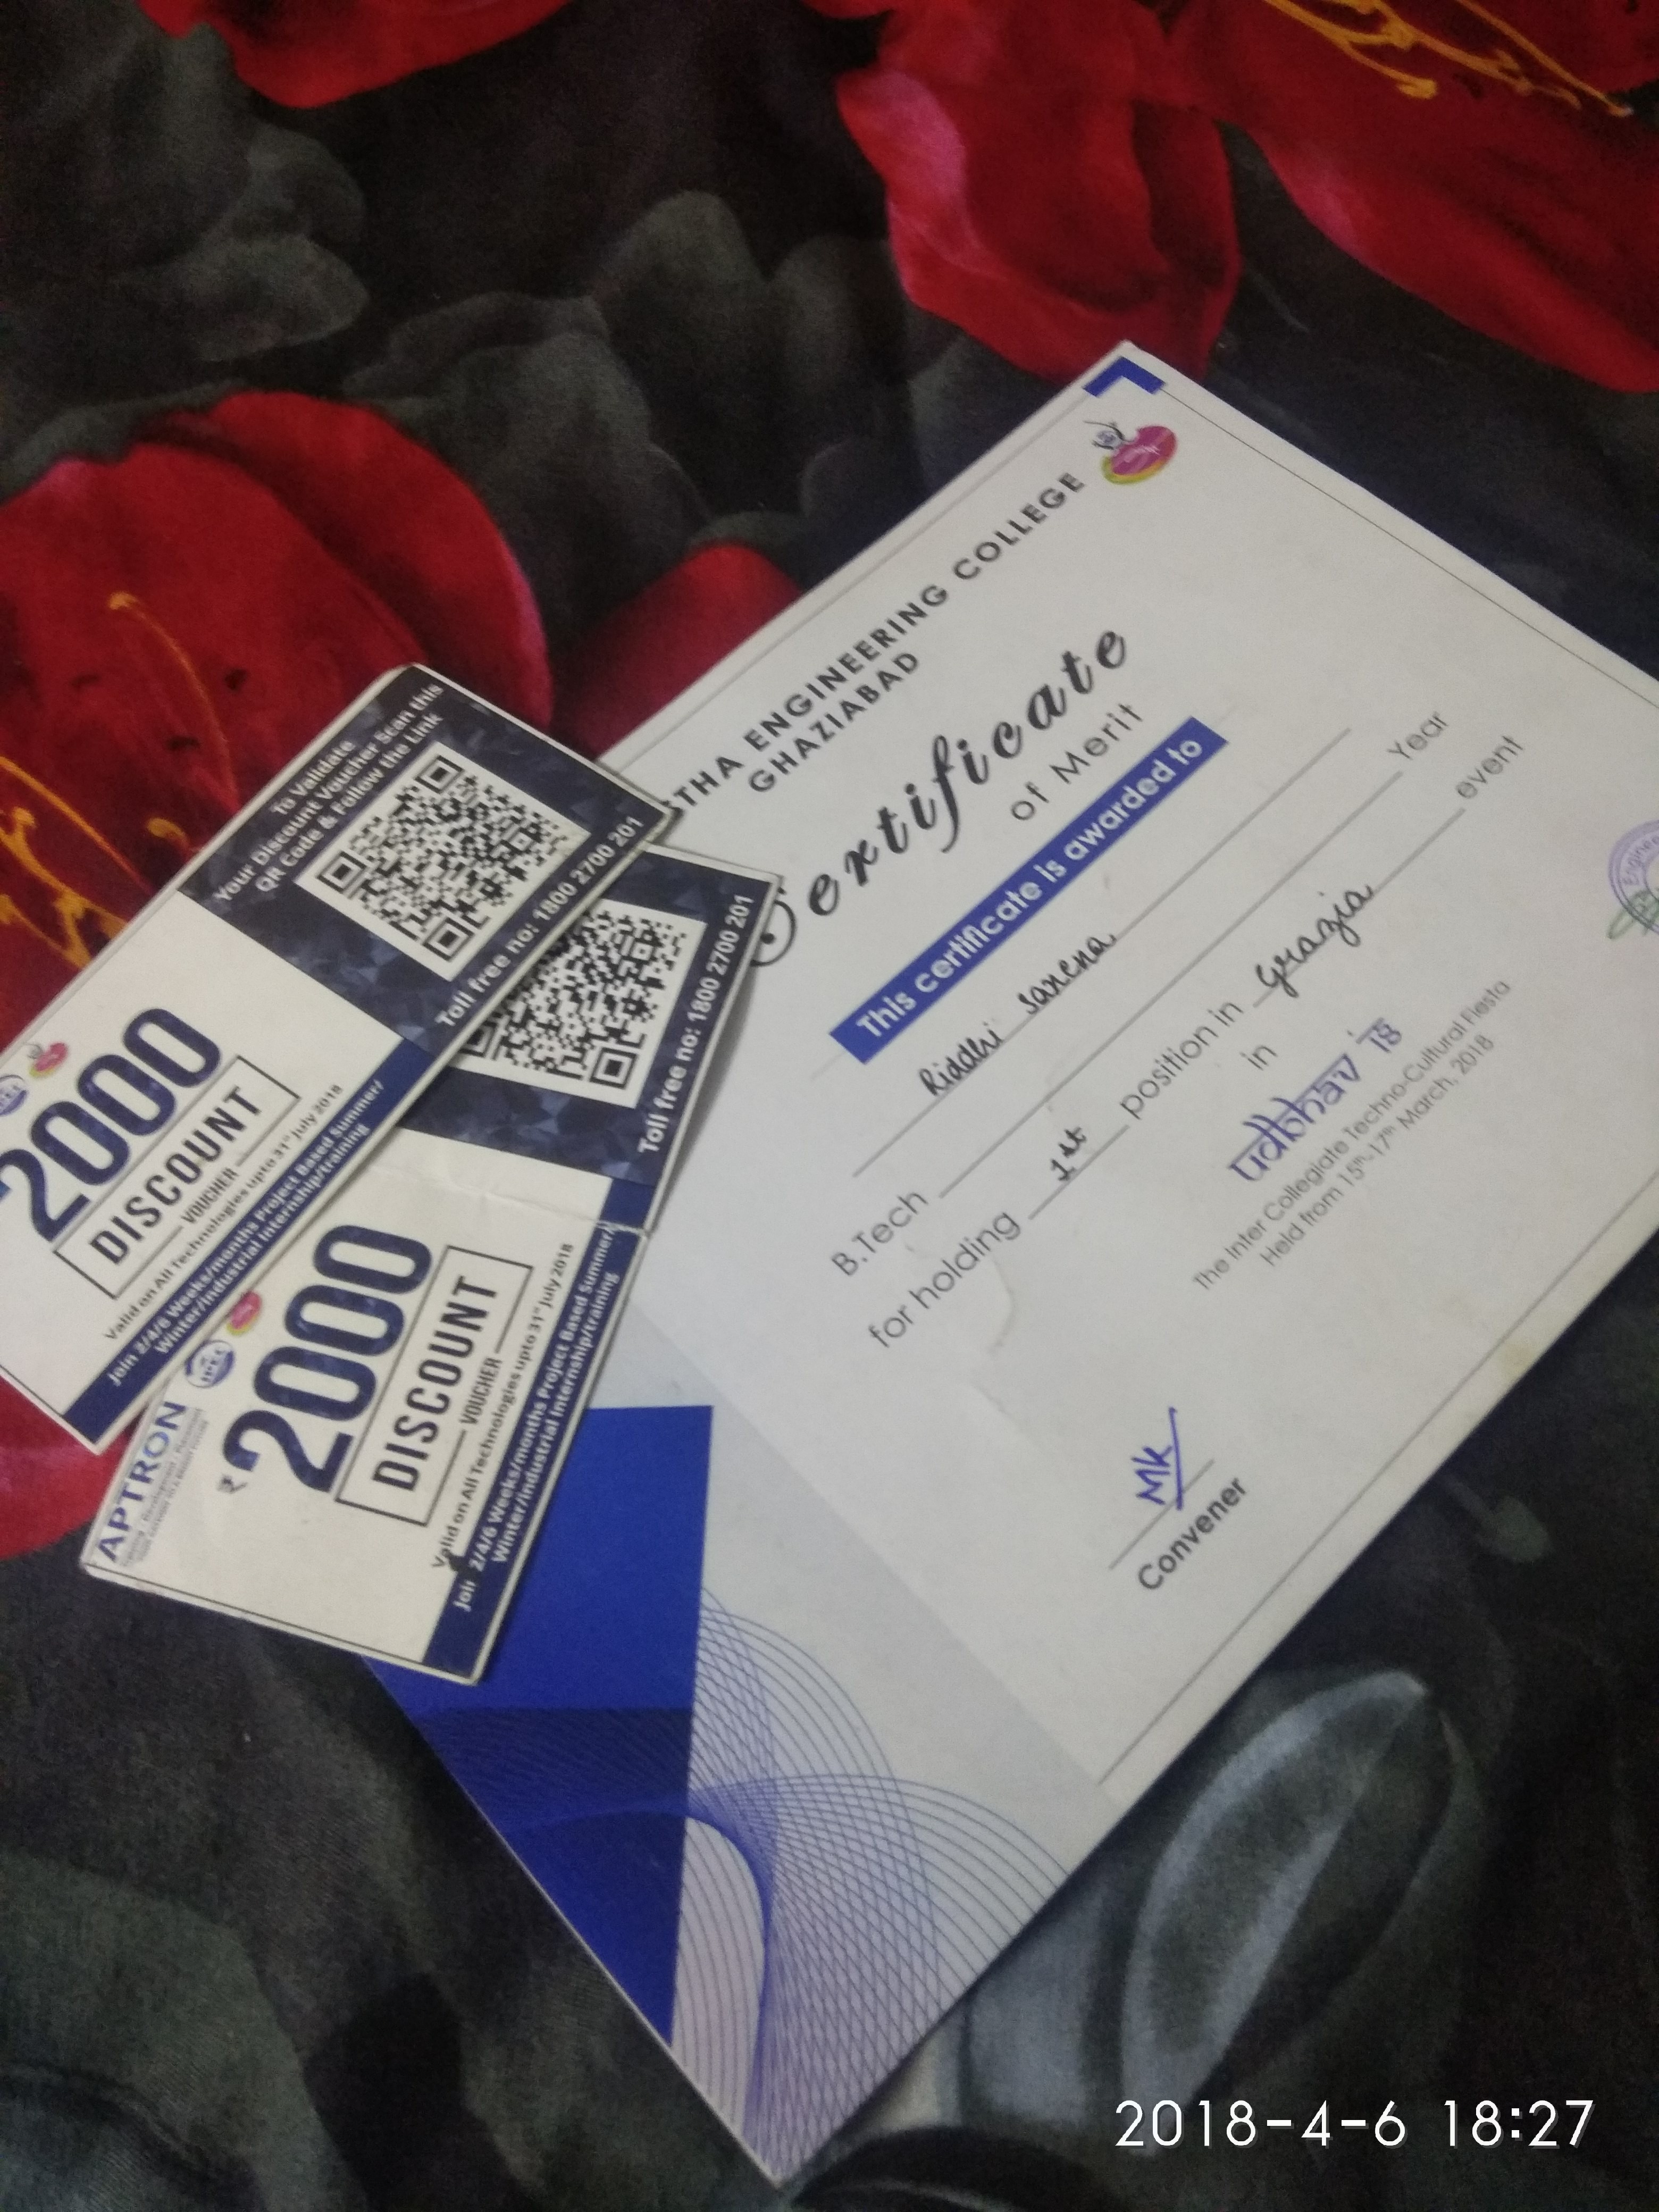 STHA ENGINEERING COLLEGE
GHAZIABAD
Certificate
of Merit
This certificate is awarded to
Riddhi saxena
B.Tech Year
for holding 1st position in Grazia event
in
udbhav 18
The Inter Collegiate Techno-Cultural Fiesta
Held from 15th-17th March, 2018
MK
Convener
To Validate
Your Discount Voucher Scan this
QR Code & Follow the Link
Toll free no: 1800 2700 201
2000
DISCOUNT
VOUCHER
Valid on All Technologies upto 31st July 2018
Join 2/4/6 Weeks/months Project Based Summer/
Winter/Industrial Internship/training
Toll free no: 1800 2700 201
APTRON
₹2000
DISCOUNT
VOUCHER
Valid on All Technologies upto 31st July 2018
Join 2/4/6 Weeks/months Project Based Summer/
Winter/Industrial Internship/training
2018-4-6 18:27